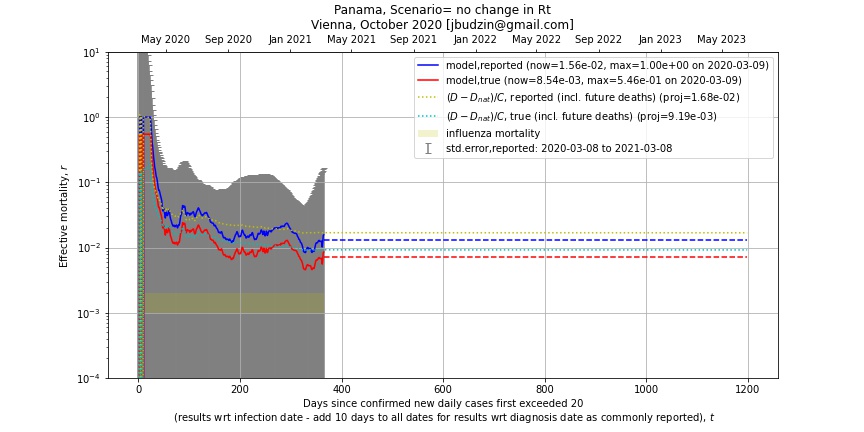 Panama, Scenario= no change in Rt
Vienna, October 2020 [jbudzin@gmail.com]
May 2020 Sep 2020 Jan 2021 May 2021 Sep 2021 Jan 2022 May 2022 Sep 2022 Jan 2023 May 2023
10^1
10^0
10^-1
10^-2
10^-3
10^-4
Effective mortality, r
model,reported (now=1.56e-02, max=1.00e+00 on 2020-03-09)
model,true (now=8.54e-03, max=5.46e-01 on 2020-03-09)
(D − D_nat)/C, reported (incl. future deaths) (proj=1.68e-02)
(D − D_nat)/C, true (incl. future deaths) (proj=9.19e-03)
influenza mortality
std.error,reported: 2020-03-08 to 2021-03-08
0 200 400 600 800 1000 1200
Days since confirmed new daily cases first exceeded 20
(results wrt infection date - add 10 days to all dates for results wrt diagnosis date as commonly reported), t